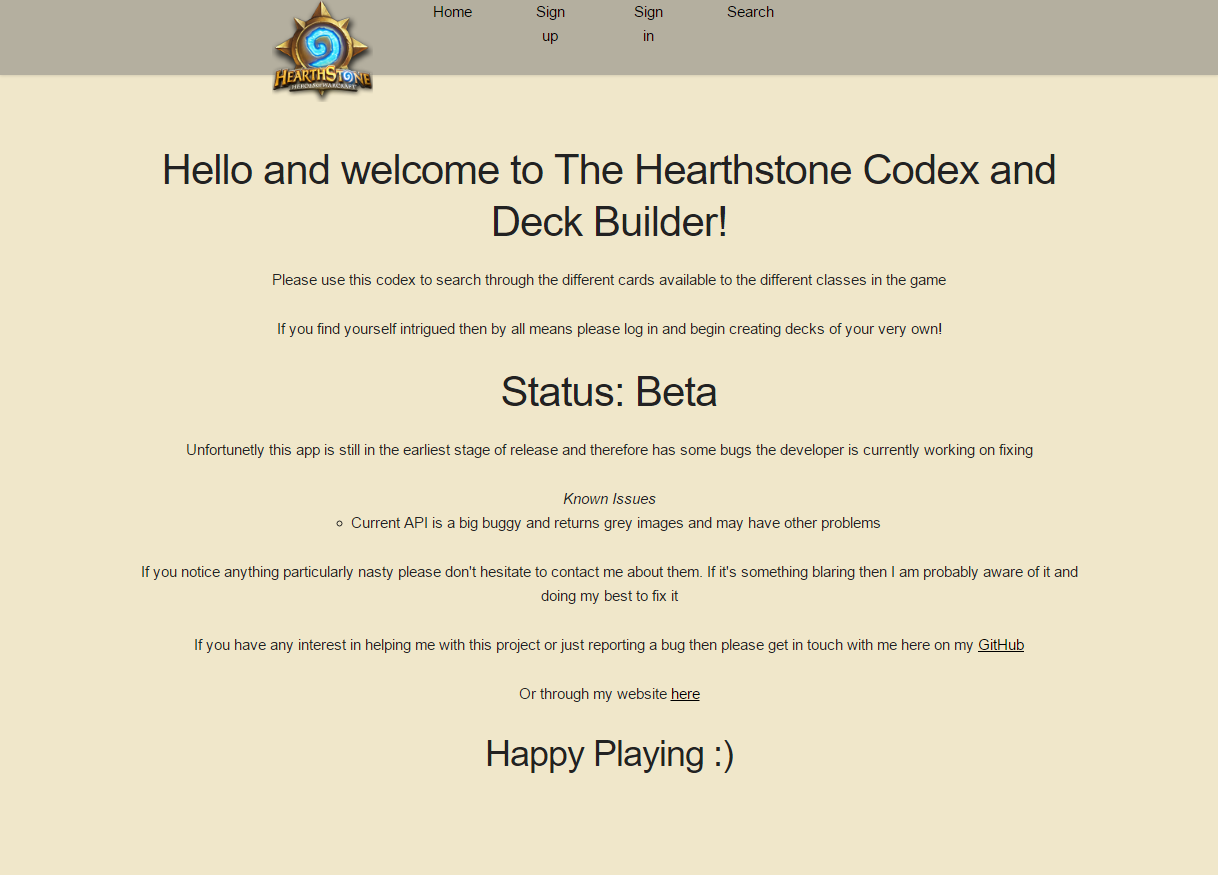 Home
Sign up
Sign in
Search
HEARTHSTONE
HEROES OF WARCRAFT
Hello and welcome to The Hearthstone Codex and
Deck Builder!
Please use this codex to search through the different cards available to the different classes in the game
If you find yourself intrigued then by all means please log in and begin creating decks of your very own!
Status: Beta
Unfortunetly this app is still in the earliest stage of release and therefore has some bugs the developer is currently working on fixing
Known Issues
Current API is a big buggy and returns grey images and may have other problems
If you notice anything particularly nasty please don't hesitate to contact me about them. If it's something blaring then I am probably aware of it and
doing my best to fix it
If you have any interest in helping me with this project or just reporting a bug then please get in touch with me here on my GitHub
Or through my website here
Happy Playing :)